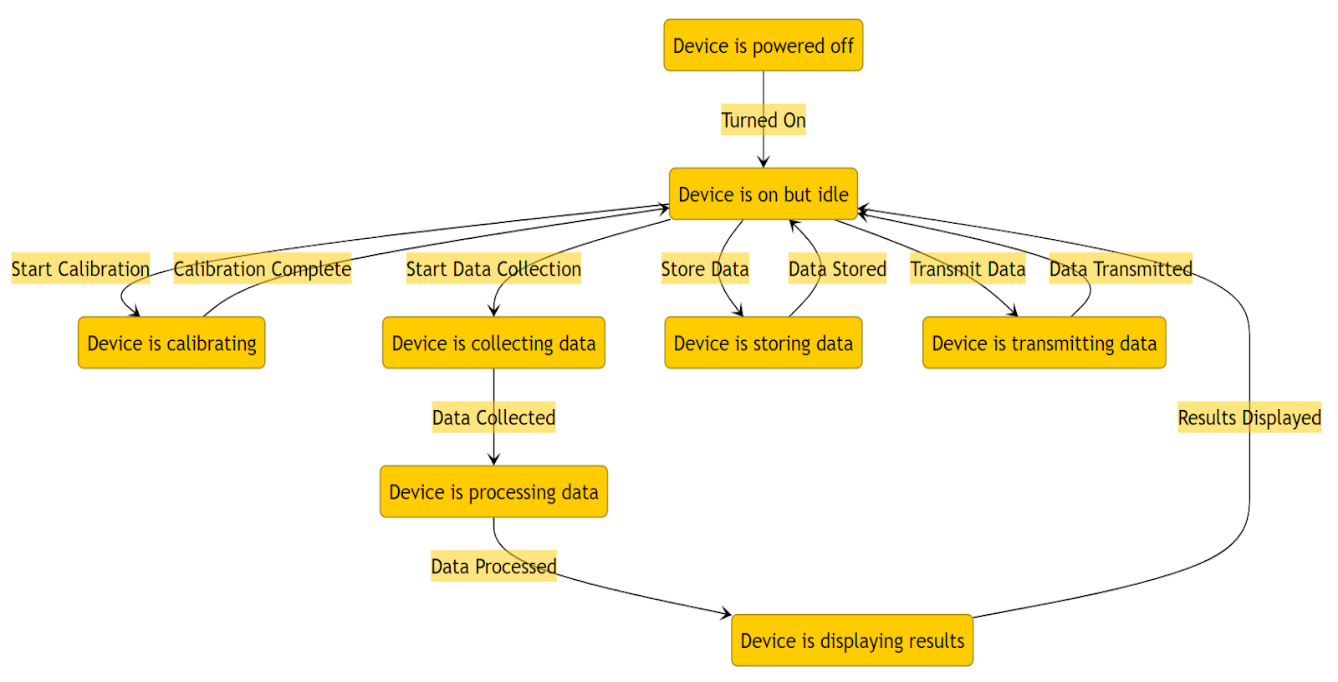 Device is powered off
Turned On
Device is on but idle
Start Calibration
Calibration Complete
Start Data Collection
Store Data
Data Stored
Transmit Data
Data Transmitted
Device is calibrating
Device is collecting data
Device is storing data
Device is transmitting data
Data Collected
Results Displayed
Device is processing data
Data Processed
Device is displaying results